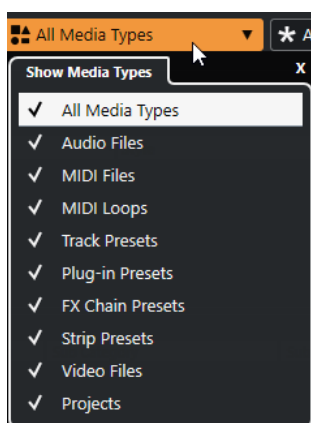 All Media Types
A
Show Media Types
X
All Media Types
Audio Files
MIDI Files
MIDI Loops
Track Presets
Plug-in Presets
FX Chain Presets
Strip Presets
Video Files
Projects